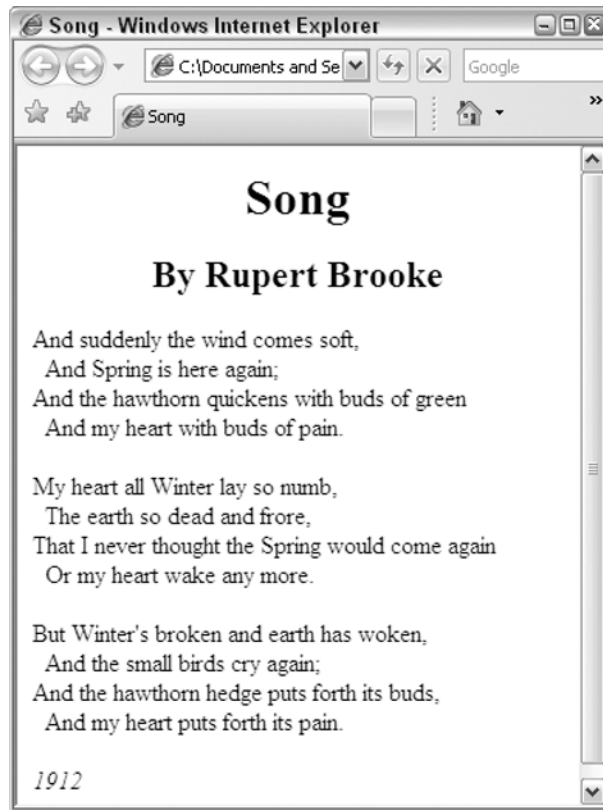 Song - Windows Internet Explorer
C:\Documents and Se
Google
Song
»
Song
By Rupert Brooke
And suddenly the wind comes soft,
And Spring is here again;
And the hawthorn quickens with buds of green
And my heart with buds of pain.
My heart all Winter lay so numb,
The earth so dead and frore,
That I never thought the Spring would come again
Or my heart wake any more.
But Winter's broken and earth has woken,
And the small birds cry again;
And the hawthorn hedge puts forth its buds,
And my heart puts forth its pain.
1912